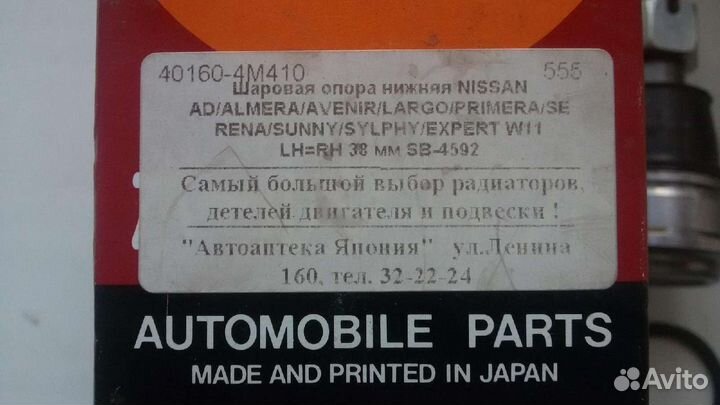 40160-4M410 555
Шаровая опора нижняя NISSAN
AD/ALMERA/AVENIR/LARGO/PRIMERA/SE
RENA/SUNNY/SYLPHY/EXPERT W11
LH=RH 38 мм SB-4592
Самый большой выбор радиаторов,
детелей двигателя и подвески !
"Автоаптека Япония" ул.Ленина
160, тел. 32-22-24
AUTOMOBILE PARTS
MADE AND PRINTED IN JAPAN
Avito